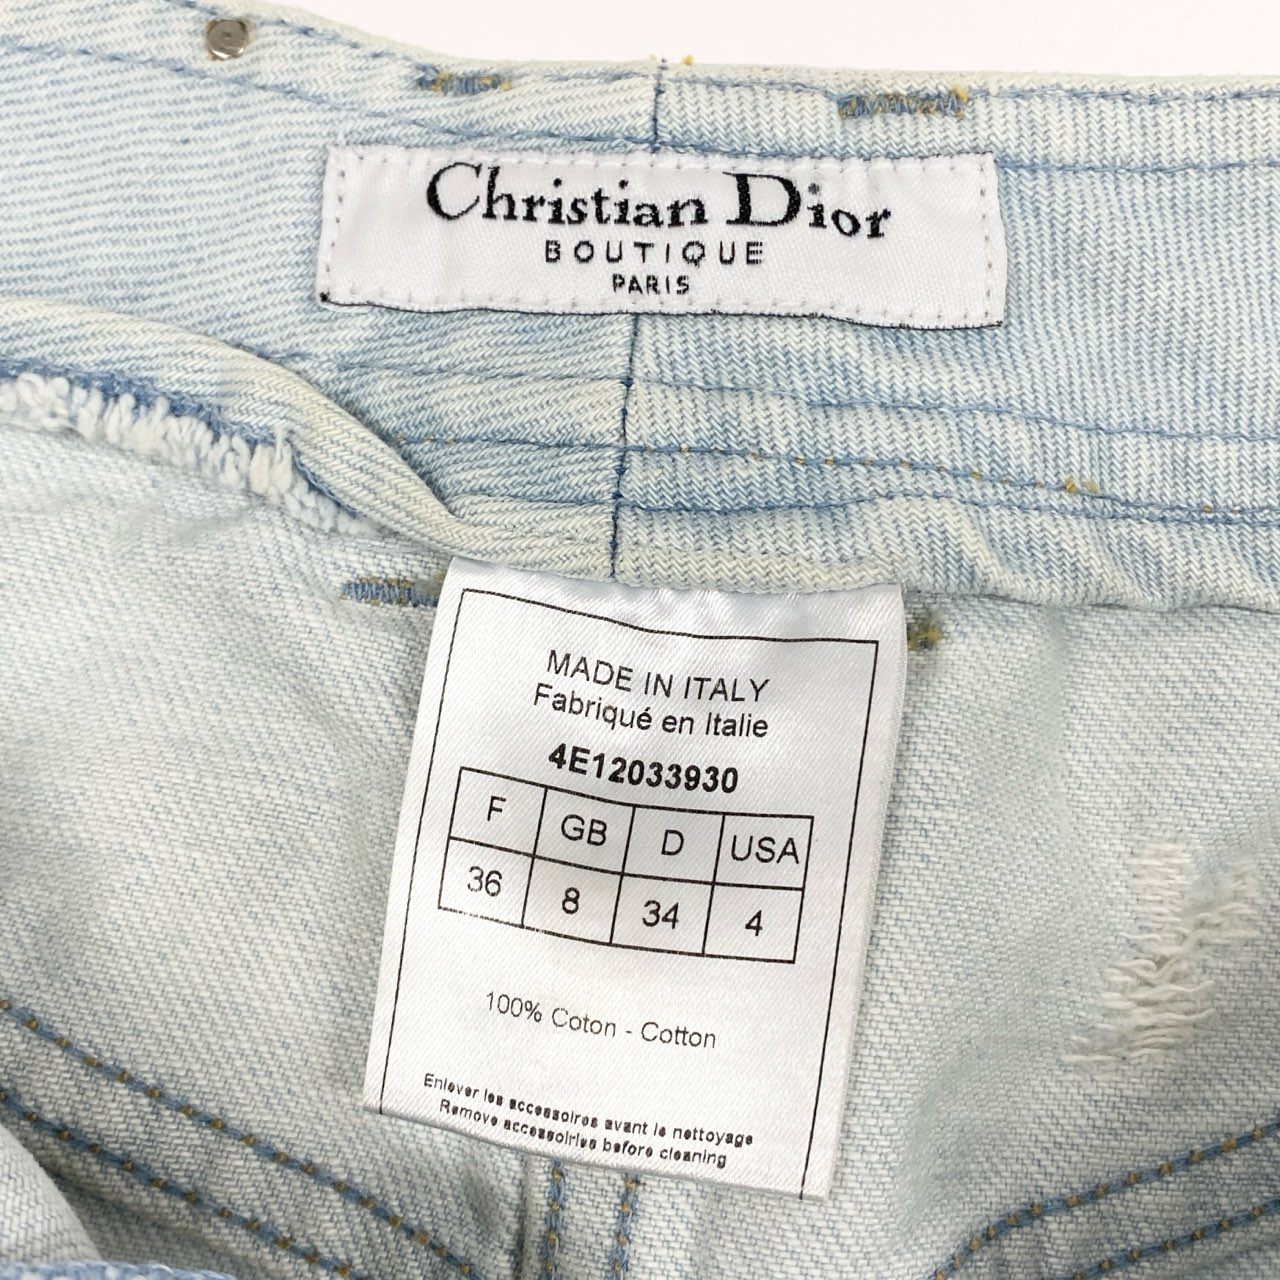 Christian Dior
BOUTIQUE
PARIS
MADE IN ITALY
Fabriqué en Italie
4E12033930
F GB D USA
36 8 34 4
100% Coton - Cotton
Enlever les accessoires avant le nettoyage
Remove accessoiries before cleaning